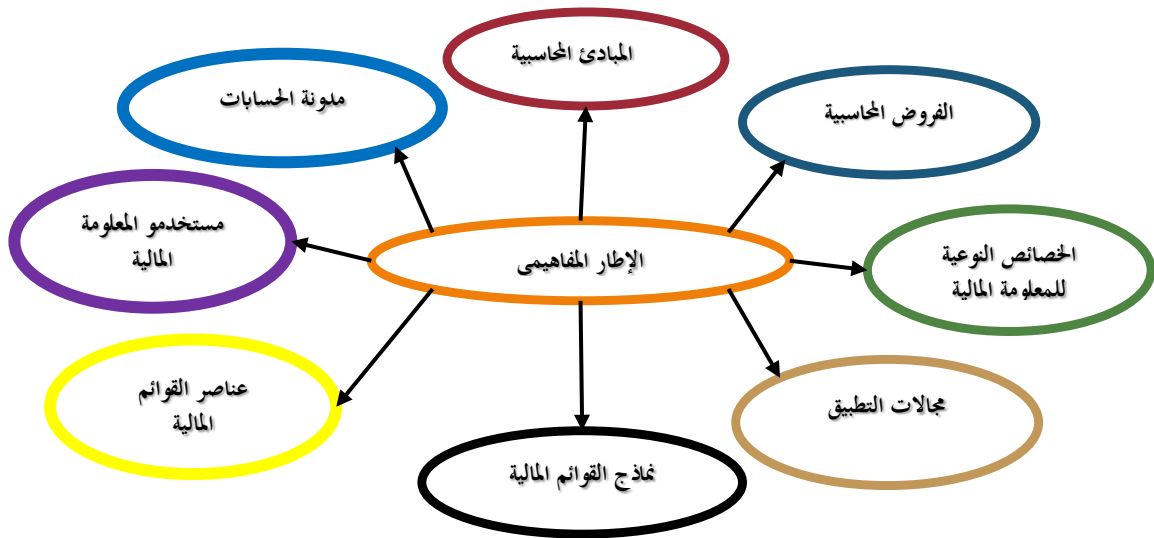 المبادئ المحاسبية
مدونة الحسابات
الفروض المحاسبية
مستخدمو المعلومة
المالية
الإطار المفاهيمي
الخصائص النوعية
للمعلومة المالية
عناصر القوائم
المالية
مجالات التطبيق
نماذج القوائم المالية